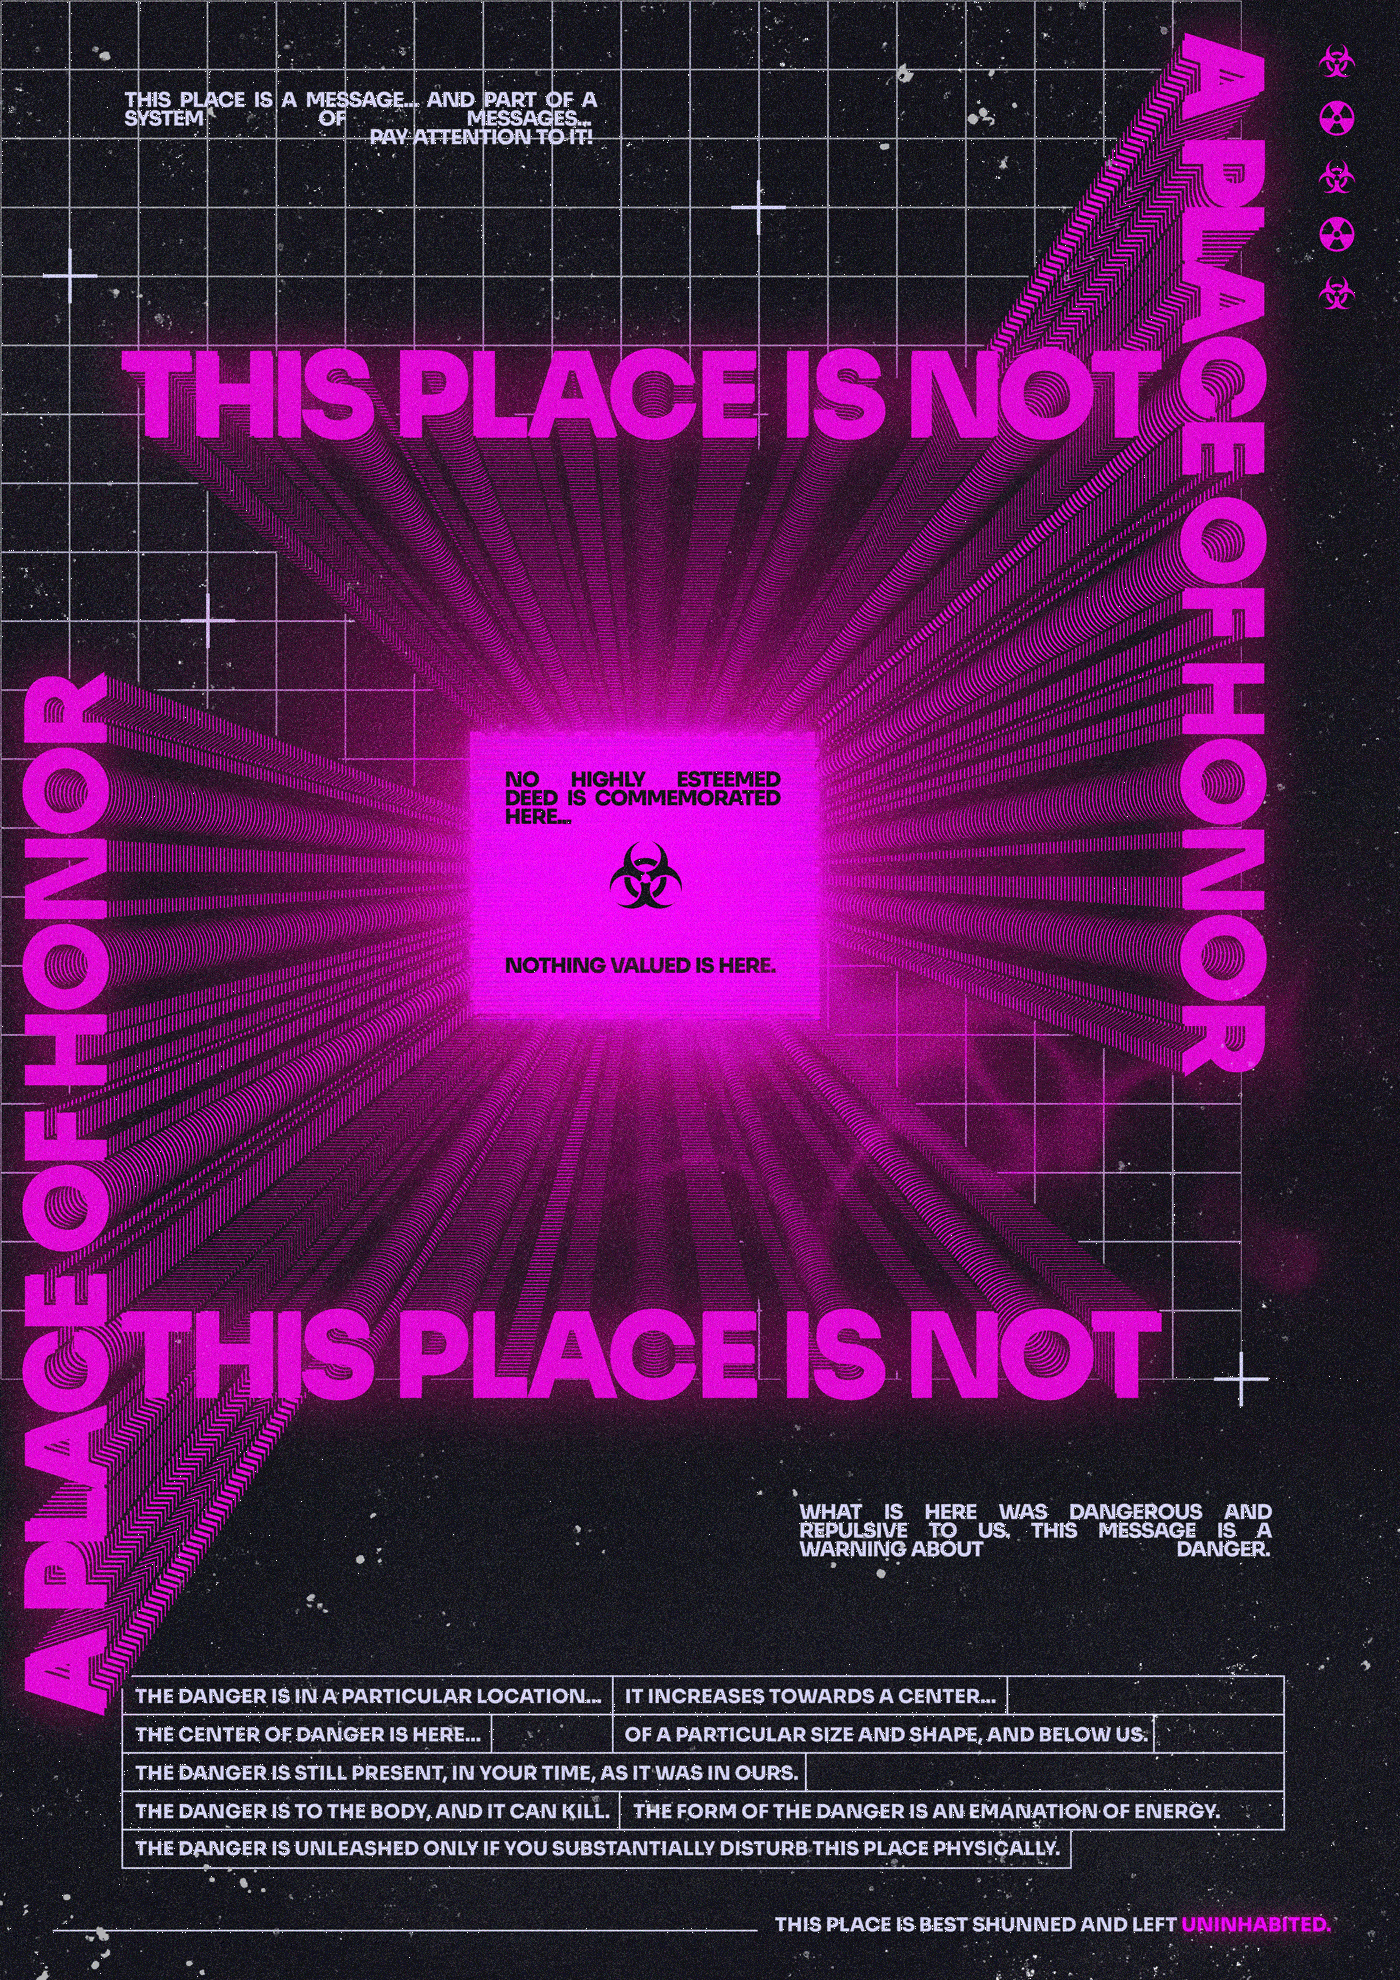 THIS PLACE IS A MESSAGE... AND PART OF A
SYSTEM OF MESSAGES...
PAY ATTENTION TO IT!
THIS PLACE IS NOT
A PLACE OF HONOR
NO HIGHLY ESTEEMED
DEED IS COMMEMORATED
HERE...
NOTHING VALUED IS HERE.
A PLACE OF HONOR
THIS PLACE IS NOT
WHAT IS HERE WAS DANGEROUS AND
REPULSIVE TO US. THIS MESSAGE IS A
WARNING ABOUT DANGER.
THE DANGER IS IN A PARTICULAR LOCATION... IT INCREASES TOWARDS A CENTER...
THE CENTER OF DANGER IS HERE... OF A PARTICULAR SIZE AND SHAPE, AND BELOW US.
THE DANGER IS STILL PRESENT, IN YOUR TIME, AS IT WAS IN OURS.
THE DANGER IS TO THE BODY, AND IT CAN KILL. THE FORM OF THE DANGER IS AN EMANATION OF ENERGY.
THE DANGER IS UNLEASHED ONLY IF YOU SUBSTANTIALLY DISTURB THIS PLACE PHYSICALLY.
THIS PLACE IS BEST SHUNNED AND LEFT UNINHABITED.